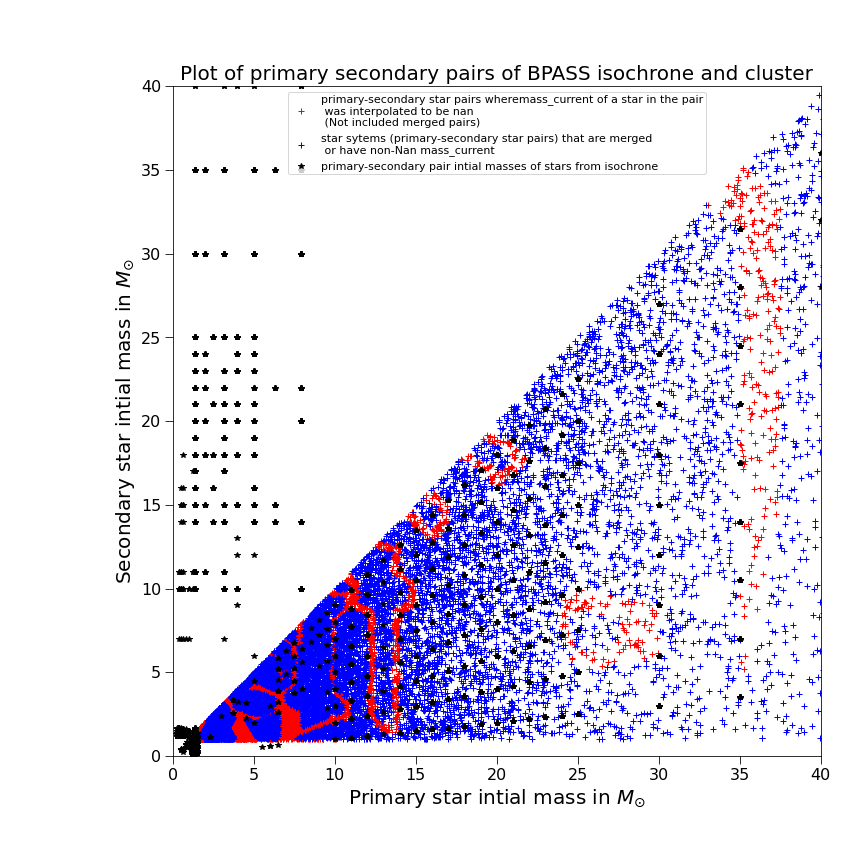 Plot of primary secondary pairs of BPASS isochrone and cluster
primary-secondary star pairs wheremass_current of a star in the pair
was interpolated to be nan
(Not included merged pairs)
star sytems (primary-secondary star pairs) that are merged
or have non-Nan mass_current
primary-secondary pair intial masses of stars from isochrone
Secondary star intial mass in M☉
40
35
30
25
20
15
10
5
0
0 5 10 15 20 25 30 35 40
Primary star intial mass in M☉